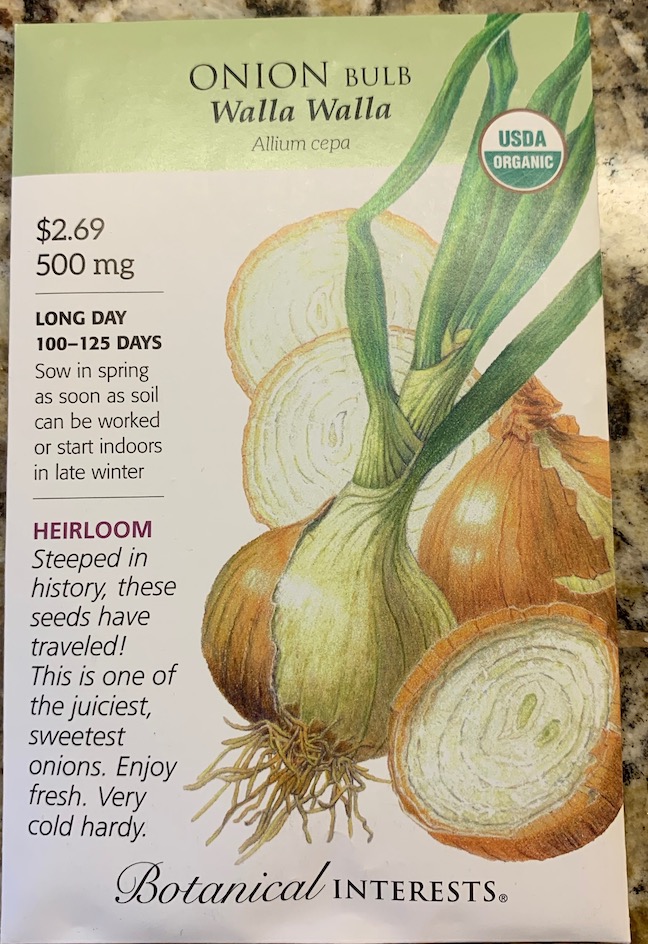 ONION BULB
Walla Walla
Allium cepa
USDA
ORGANIC
$2.69
500 mg
LONG DAY
100–125 DAYS
Sow in spring
as soon as soil
can be worked
or start indoors
in late winter
HEIRLOOM
Steeped in
history, these
seeds have
traveled!
This is one of
the juiciest,
sweetest
onions. Enjoy
fresh. Very
cold hardy.
Botanical INTERESTS®